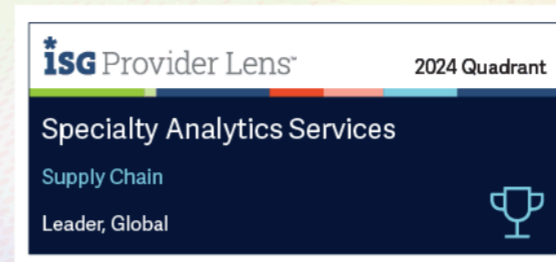 ISG Provider Lens™
2024 Quadrant
Specialty Analytics Services
Supply Chain
Leader, Global